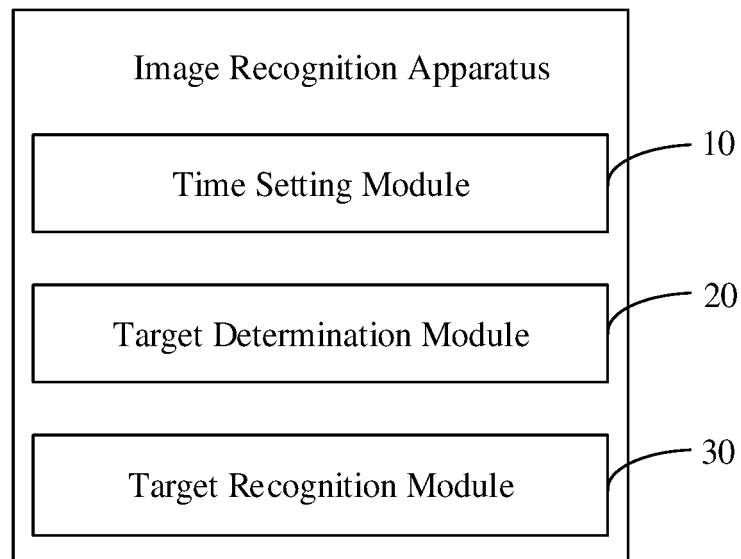 Image Recognition Apparatus
Time Setting Module
10
Target Determination Module
20
Target Recognition Module
30